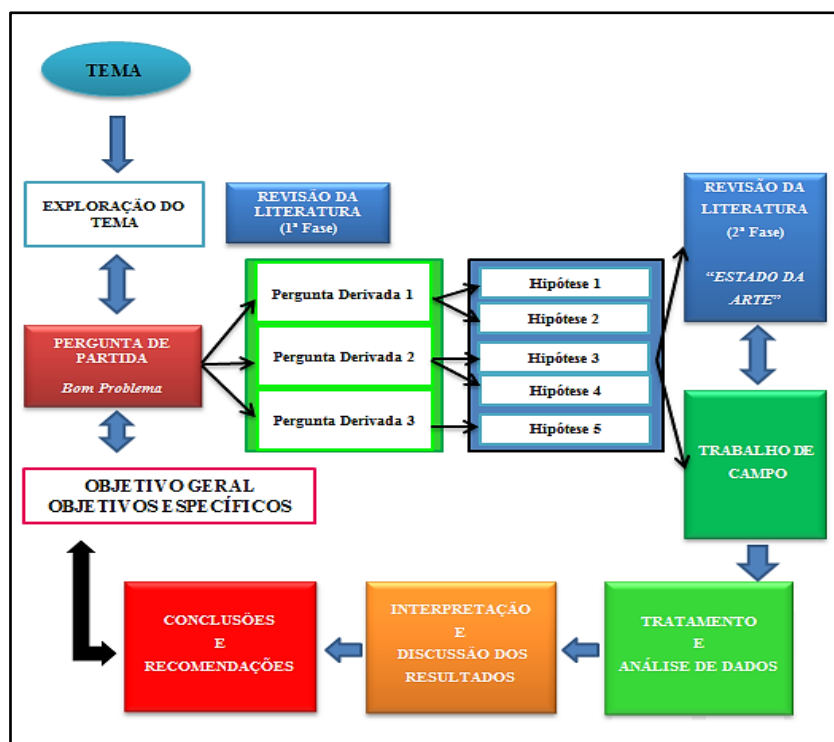 TEMA
EXPLORAÇÃO DO
TEMA
REVISÃO DA
LITERATURA
(1ª Fase)
REVISÃO DA
LITERATURA
(2ª Fase)
“ESTADO DA
ARTE”
PERGUNTA DE
PARTIDA
Bom Problema
Pergunta Derivada 1
Pergunta Derivada 2
Pergunta Derivada 3
Hipótese 1
Hipótese 2
Hipótese 3
Hipótese 4
Hipótese 5
TRABALHO DE
CAMPO
OBJETIVO GERAL
OBJETIVOS ESPECÍFICOS
CONCLUSÕES
E
RECOMENDAÇÕES
INTERPRETAÇÃO
E
DISCUSSÃO DOS
RESULTADOS
TRATAMENTO
E
ANÁLISE DE DADOS